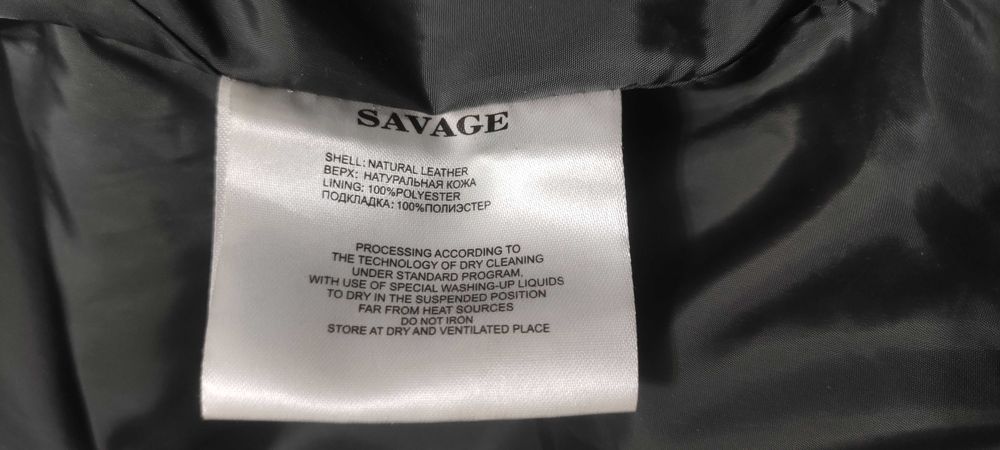 SAVAGE
SHELL: NATURAL LEATHER
ВЕРХ: НАТУРАЛЬНАЯ КОЖА
LINING: 100%POLYESTER
ПОДКЛАДКА: 100%ПОЛИЭСТЕР
PROCESSING ACCORDING TO
THE TECHNOLOGY OF DRY CLEANING
UNDER STANDARD PROGRAM,
WITH USE OF SPECIAL WASHING-UP LIQUIDS
TO DRY IN THE SUSPENDED POSITION
FAR FROM HEAT SOURCES
DO NOT IRON
STORE AT DRY AND VENTILATED PLACE